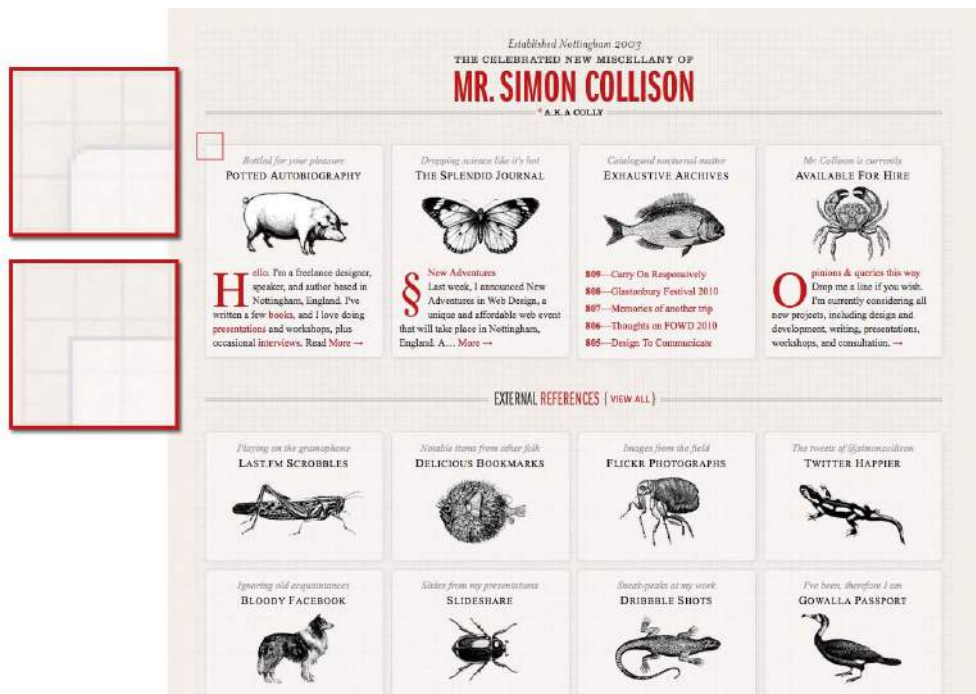 Established Nottingham 2003
THE CELEBRATED NEW MISCELLANY OF
MR. SIMON COLLISON
* A.K.A COLLY
Bottled for your pleasure
POTTED AUTOBIOGRAPHY
Hello. I'm a freelance designer,
speaker, and author based in
Nottingham, England. I've
written a few books, and I love doing
presentations and workshops, plus
occasional interviews. Read More →
Dropping science like it's hot
THE SPLENDID JOURNAL
§ New Adventures
Last week, I announced New
Adventures in Web Design, a
unique and affordable web event
that will take place in Nottingham,
England. A… More →
Catalogued nocturnal natter
EXHAUSTIVE ARCHIVES
809—Carry On Responsively
808—Glastonbury Festival 2010
807—Memories of another trip
806—Thoughts on FOWD 2010
805—Design To Communicate
Mr. Collison is currently
AVAILABLE FOR HIRE
Opinions & queries this way
Drop me a line if you wish.
I'm currently considering all
new projects, including design and
development, writing, presentations,
workshops, and consultation. →
EXTERNAL REFERENCES { VIEW ALL }
Playing on the gramophone
LAST.FM SCROBBLES
Notable items from other folk
DELICIOUS BOOKMARKS
Images from the field
FLICKR PHOTOGRAPHS
The tweets of @simoncollison
TWITTER HAPPIER
Ignoring old acquaintances
BLOODY FACEBOOK
Slides from my presentations
SLIDESHARE
Sneak-peaks at my work
DRIBBBLE SHOTS
I've been, therefore I am
GOWALLA PASSPORT